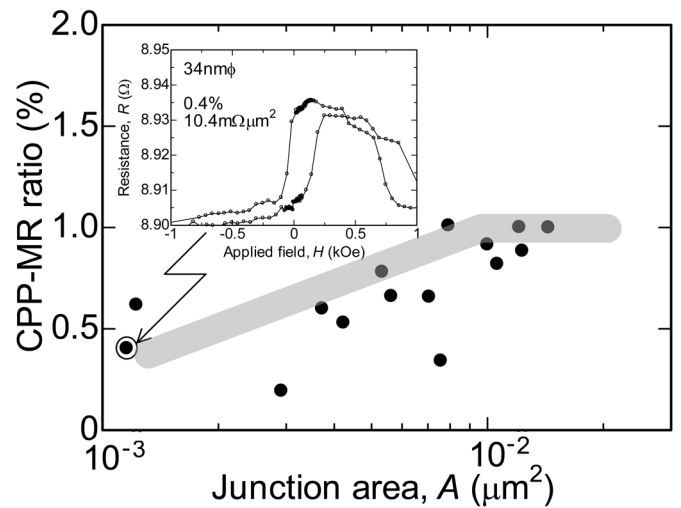 2.0
1.5
1.0
0.5
0
CPP-MR ratio (%)
8.95
8.94
8.93
8.92
8.91
8.90
Resistance, R (Ω)
34nmϕ
0.4%
10.4mΩμm²
-1 -0.5 0 0.5 1
Applied field, H (kOe)
10⁻³ 10⁻²
Junction area, A (μm²)